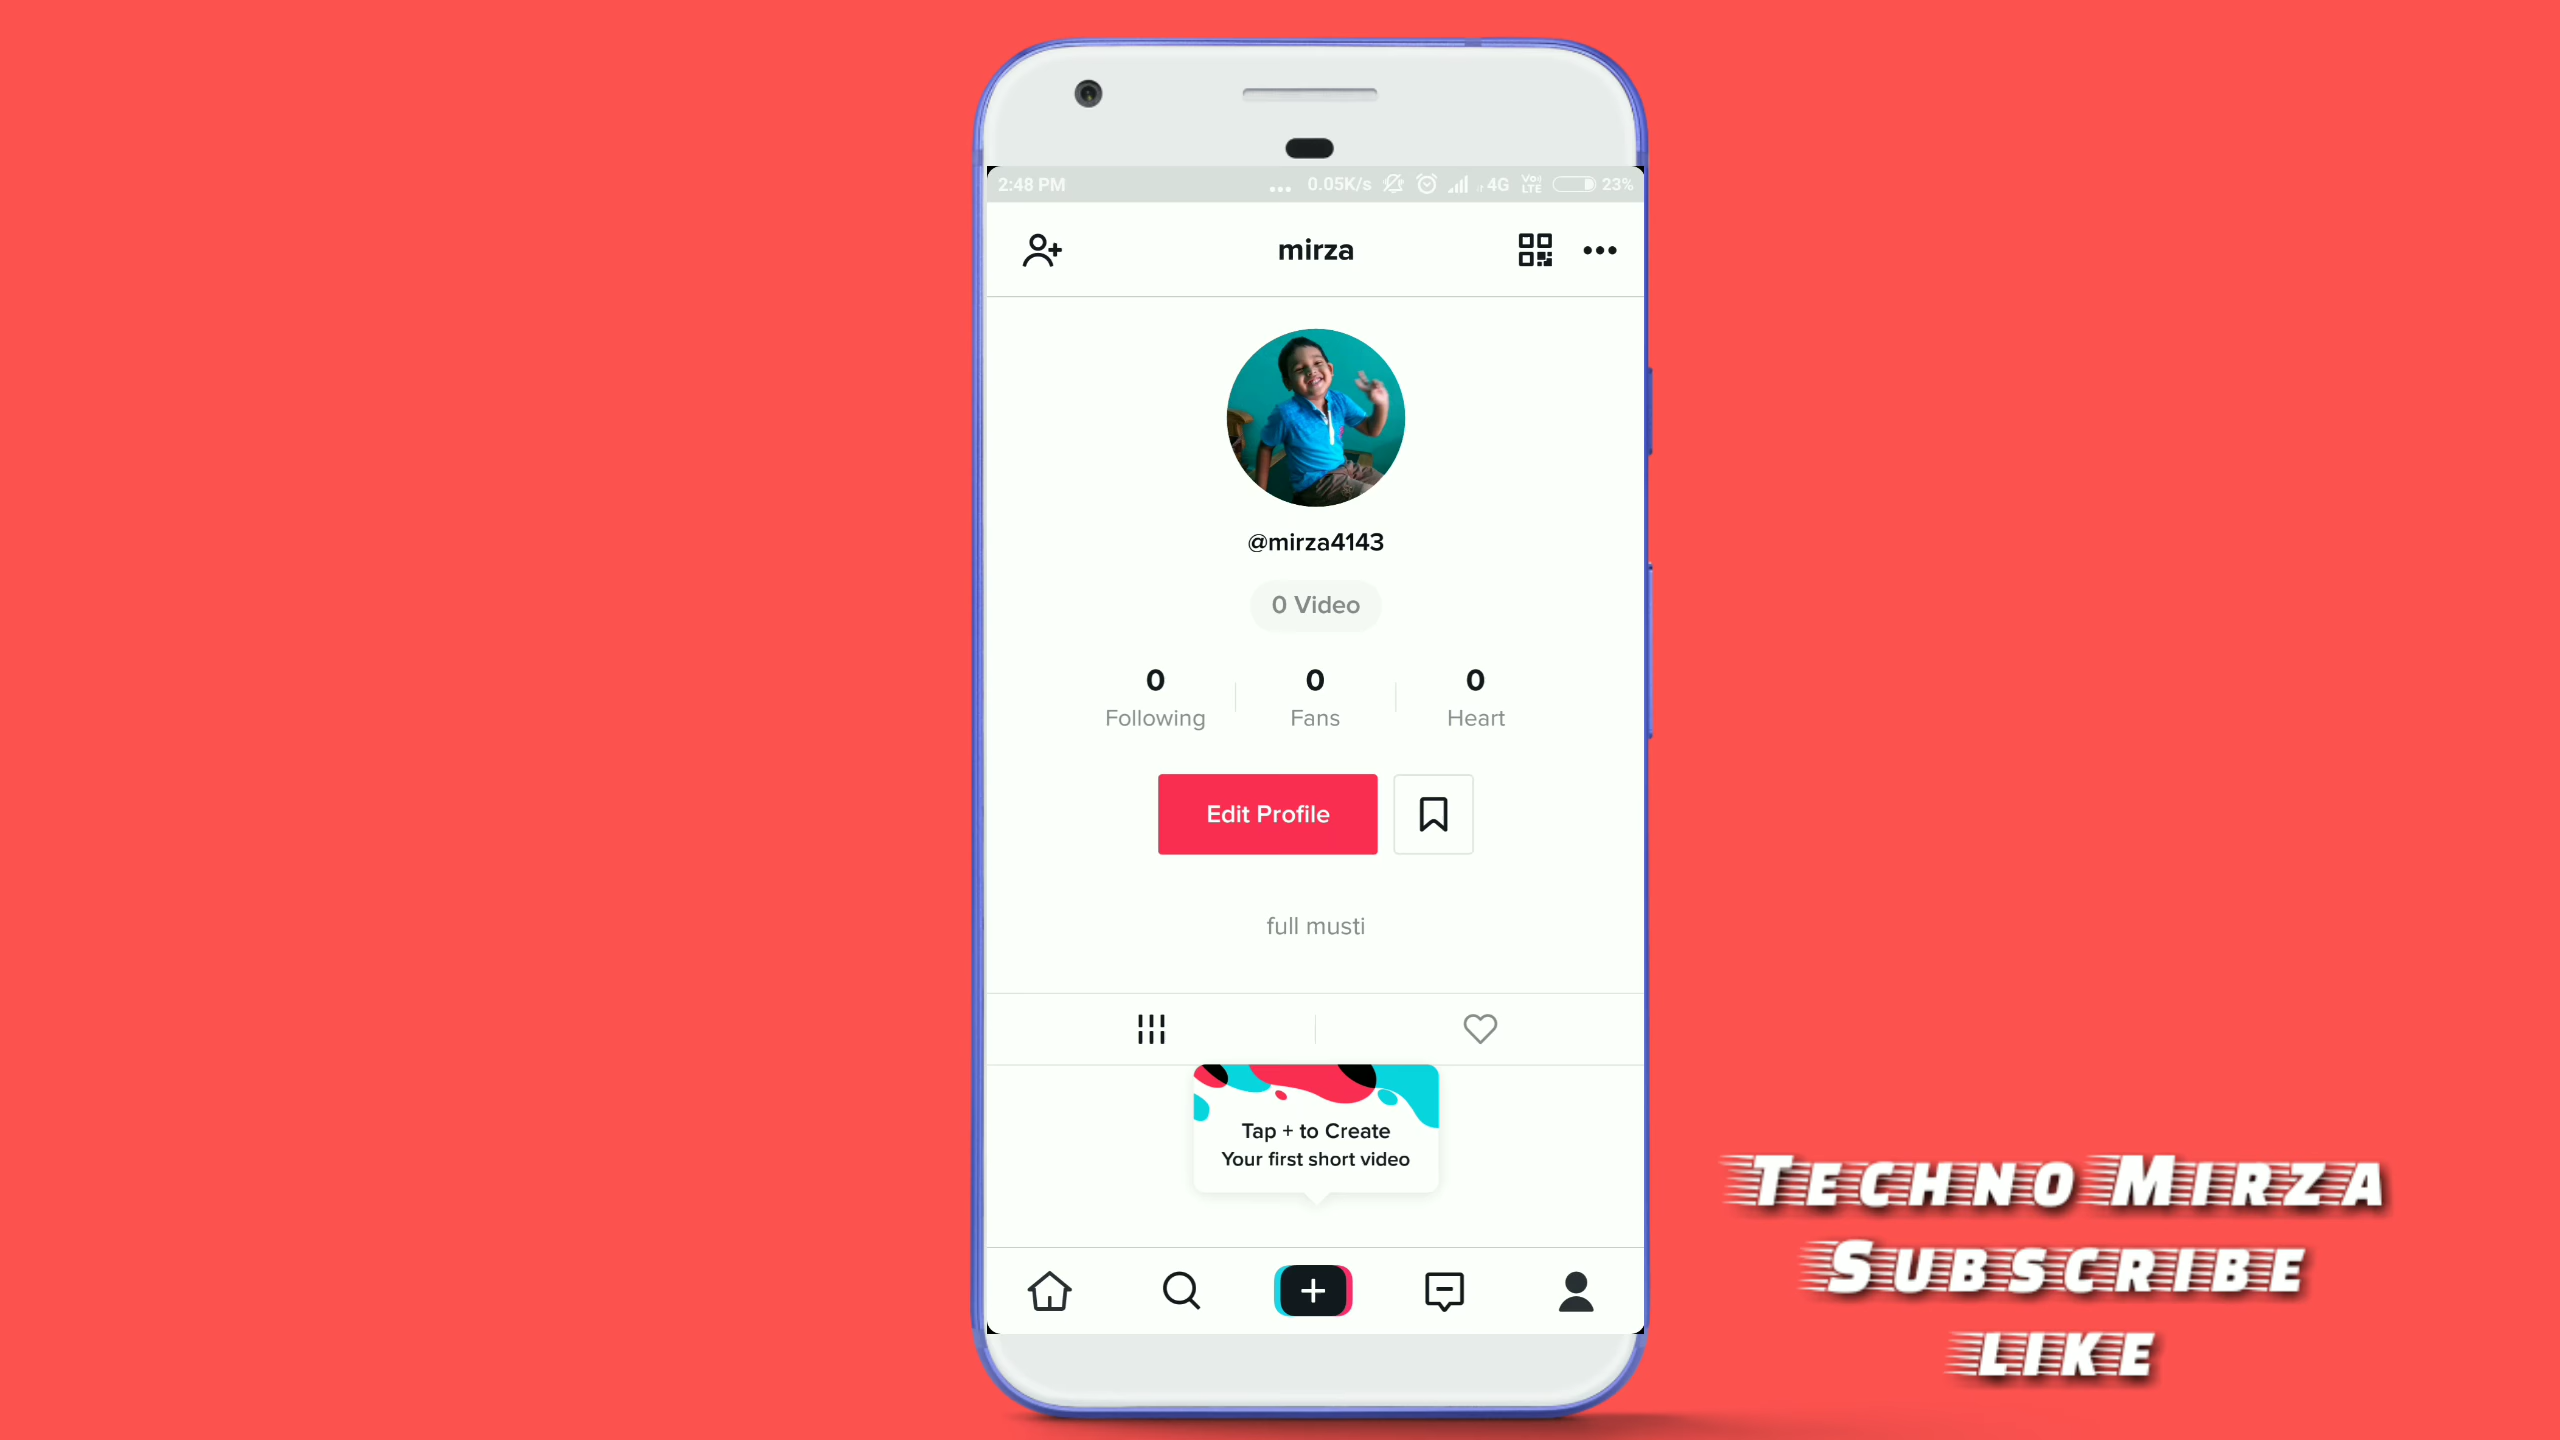 2:48 PM ... 0.05K/s 4G VoLTE 23%
mirza
@mirza4143
0 Video
0 0 0
Following Fans Heart
Edit Profile
full musti
Tap + to Create
Your first short video
TECHNO MIRZA
SUBSCRIBE
LIKE